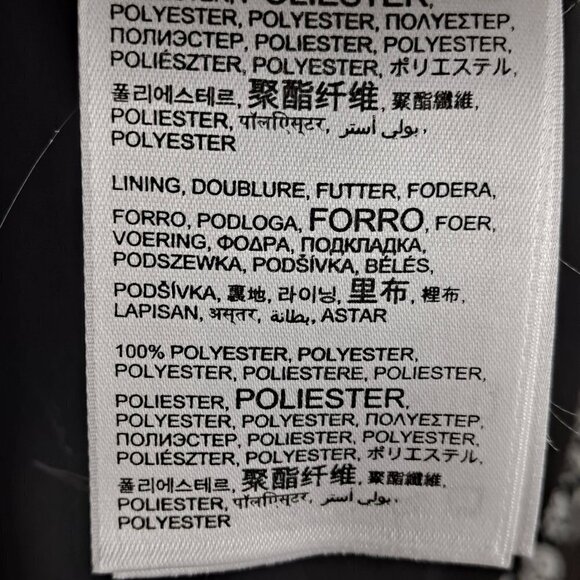 POLIESTER,
POLYESTER, POLYESTER, ΠΟΛΥΕΣΤΕΡ,
ПОЛИЭСТЕР, POLIESTER, POLYESTER,
POLIÉSZTER, POLYESTER, ポリエステル,
폴리에스테르, 聚酯纤维, 聚酯纖維,
POLIESTER, पॉलिएस्टर, بولی استر,
POLYESTER
LINING, DOUBLURE, FUTTER, FODERA,
FORRO, PODLOGA, FORRO, FOER,
VOERING, ΦΟΔΡΑ, ПОДКЛАДКА,
PODSZEWKA, PODŠÍVKA, BÉLÉS,
PODŠÍVKA, 裏地, 라이닝, 里布, 裡布,
LAPISAN, अस्तर, بطانة, ASTAR
100% POLYESTER, POLYESTER,
POLYESTER, POLIESTERE, POLIESTER,
POLIESTER, POLIESTER,
POLYESTER, POLYESTER, ΠΟΛΥΕΣΤΕΡ,
ПОЛИЭСТЕР, POLIESTER, POLYESTER,
POLIÉSZTER, POLYESTER, ポリエステル,
폴리에스테르, 聚酯纤维, 聚酯纖維,
POLIESTER, पॉलिएस्टर, بولی استر,
POLYESTER